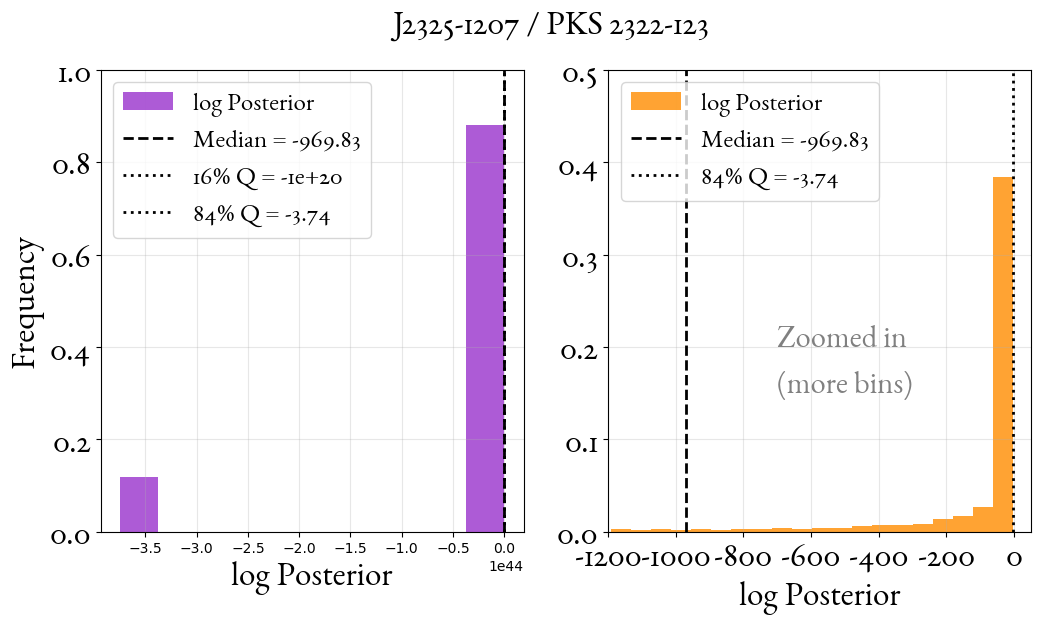 J2325-1207 / PKS 2322-123
1.0
0.8
0.6
0.4
0.2
0.0
Frequency
log Posterior
Median = -969.83
16% Q = -1e+20
84% Q = -3.74
-3.5
-3.0
-2.5
-2.0
-1.5
-1.0
-0.5
0.0
1e44
log Posterior
0.5
0.4
0.3
0.2
0.1
0.0
log Posterior
Median = -969.83
84% Q = -3.74
Zoomed in
(more bins)
-1200
-1000
-800
-600
-400
-200
0
log Posterior